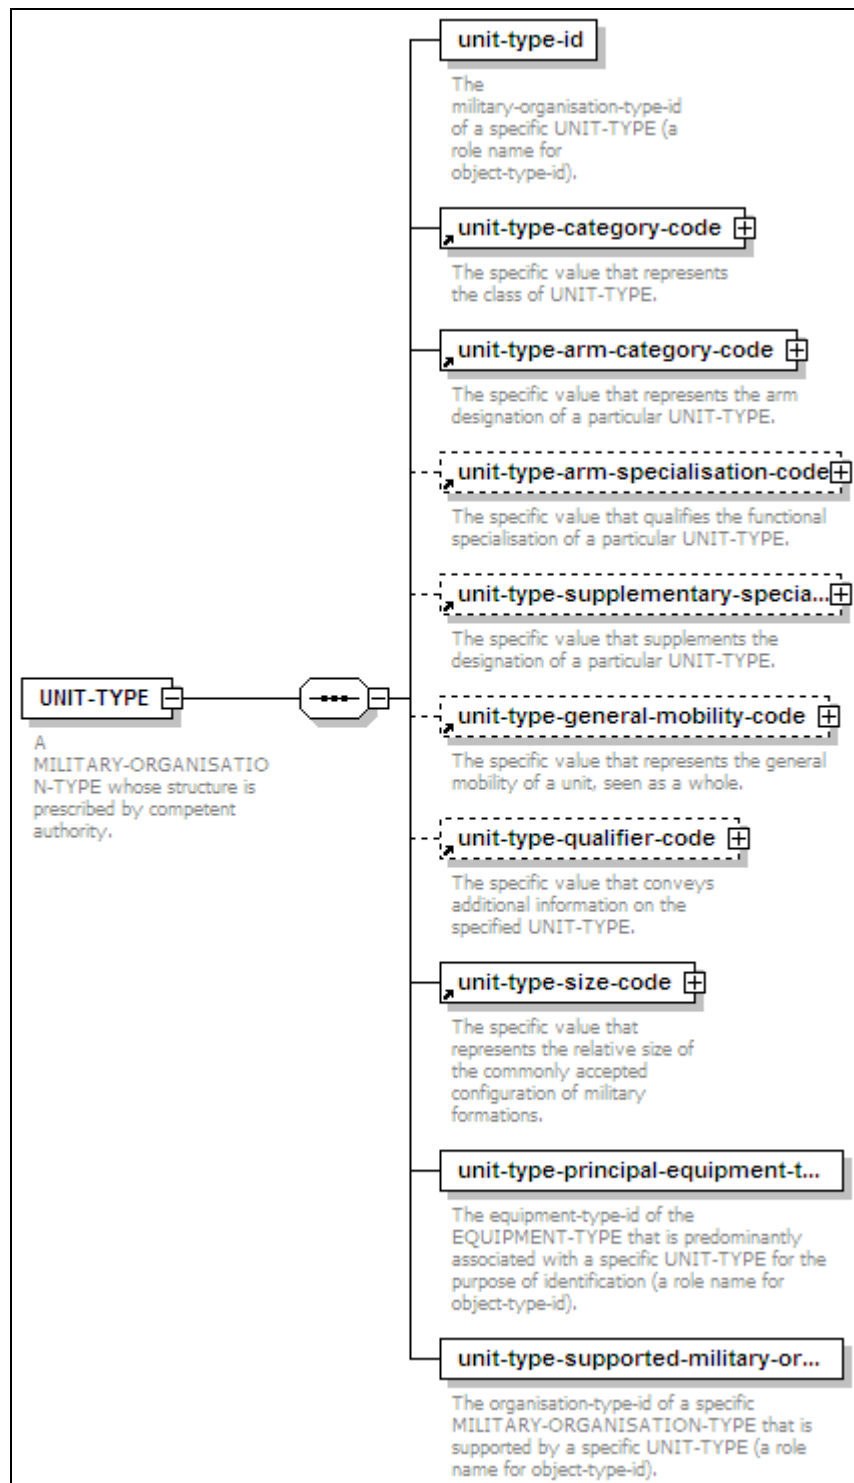 unit-type-id
The
military-organisation-type-id
of a specific UNIT-TYPE (a
role name for
object-type-id).
unit-type-category-code
The specific value that represents
the class of UNIT-TYPE.
unit-type-arm-category-code
The specific value that represents the arm
designation of a particular UNIT-TYPE.
unit-type-arm-specialisation-code
The specific value that qualifies the functional
specialisation of a particular UNIT-TYPE.
unit-type-supplementary-specia...
The specific value that supplements the
designation of a particular UNIT-TYPE.
UNIT-TYPE
A
MILITARY-ORGANISATIO
N-TYPE whose structure is
prescribed by competent
authority.
unit-type-general-mobility-code
The specific value that represents the general
mobility of a unit, seen as a whole.
unit-type-qualifier-code
The specific value that conveys
additional information on the
specified UNIT-TYPE.
unit-type-size-code
The specific value that
represents the relative size of
the commonly accepted
configuration of military
formations.
unit-type-principal-equipment-t...
The equipment-type-id of the
EQUIPMENT-TYPE that is predominantly
associated with a specific UNIT-TYPE for the
purpose of identification (a role name for
object-type-id).
unit-type-supported-military-or...
The organisation-type-id of a specific
MILITARY-ORGANISATION-TYPE that is
supported by a specific UNIT-TYPE (a role
name for object-type-id).